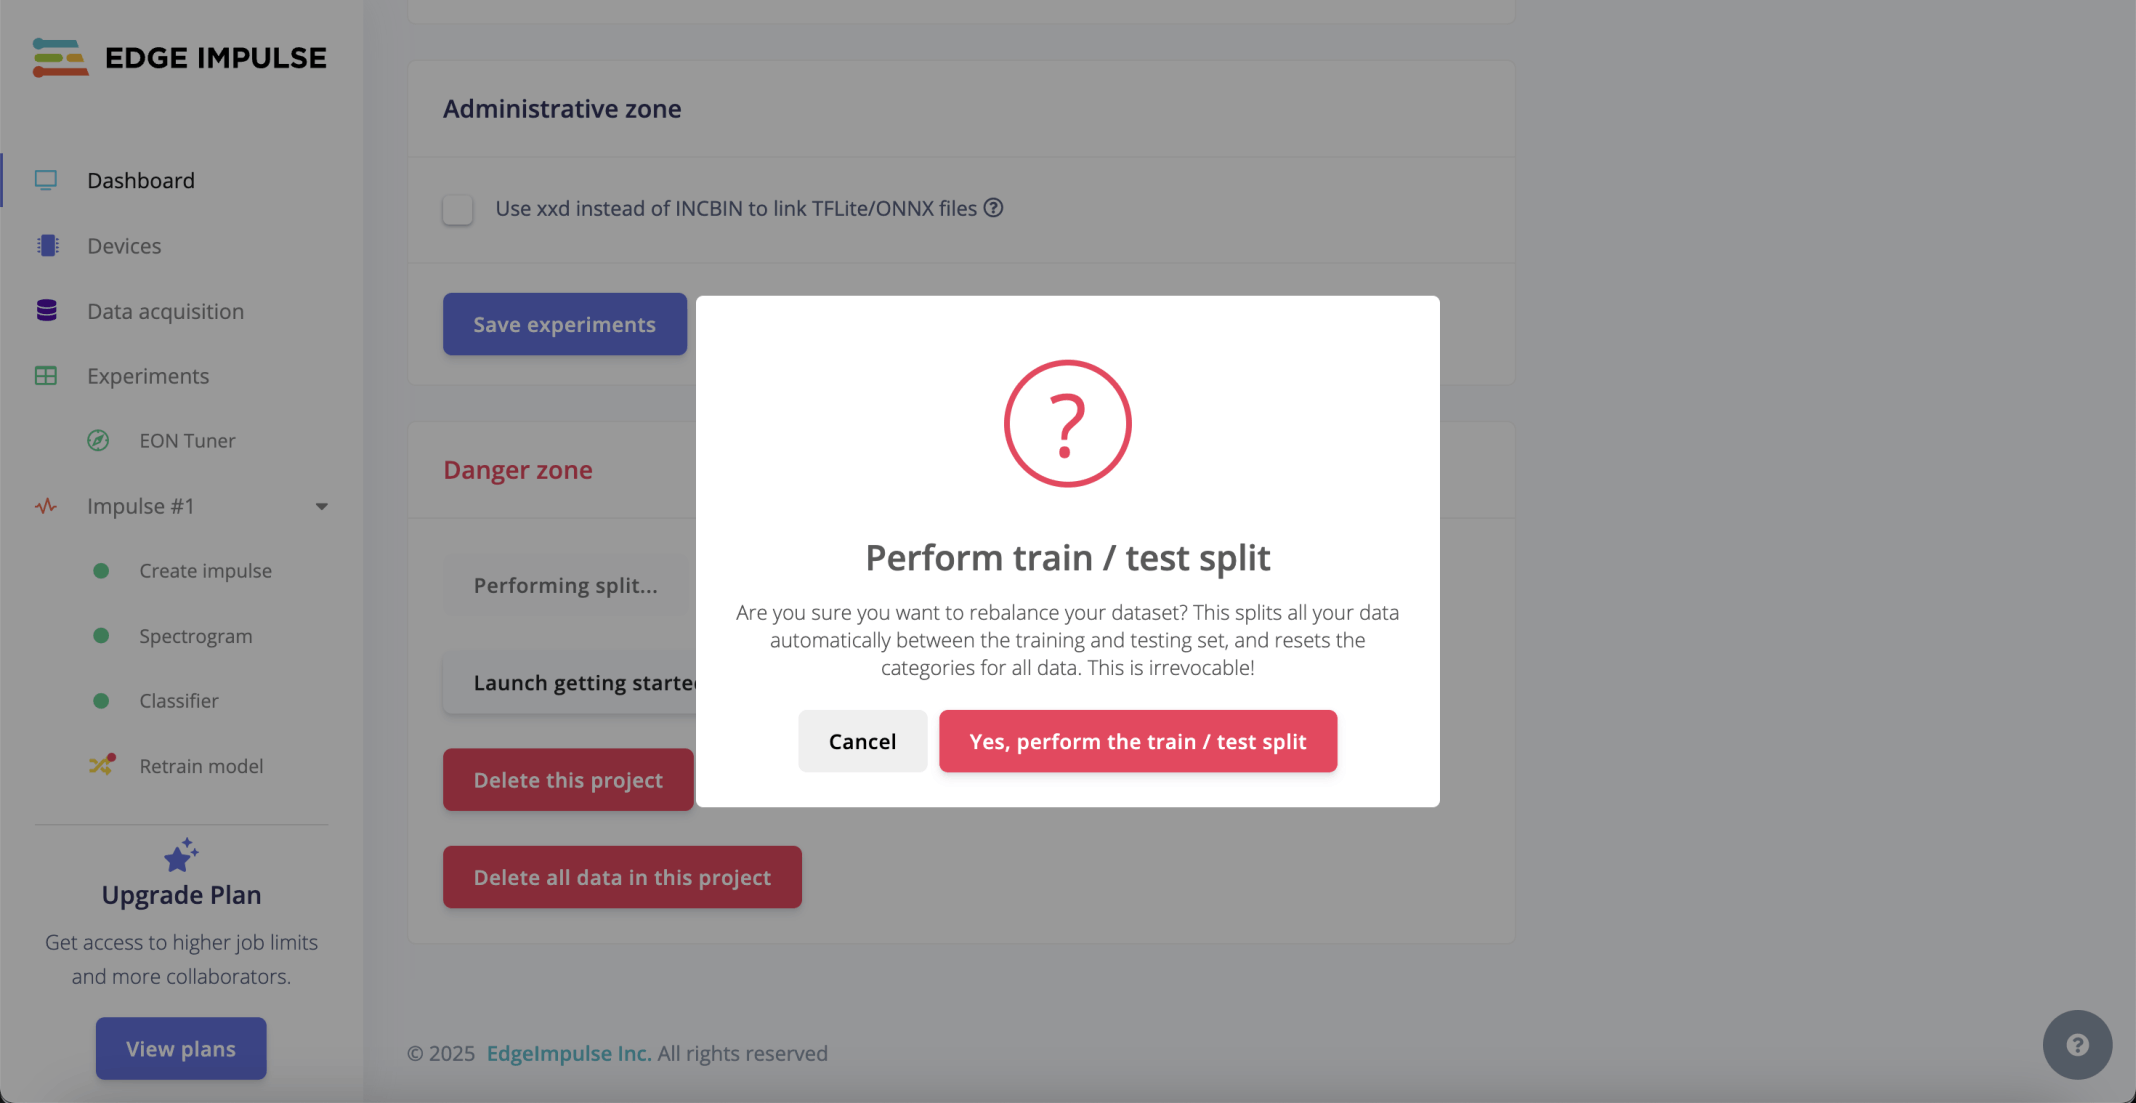 EDGE IMPULSE
Dashboard
Devices
Data acquisition
Experiments
EON Tuner
Impulse #1
Create impulse
Spectrogram
Classifier
Retrain model
Upgrade Plan
Get access to higher job limits
and more collaborators.
View plans
Administrative zone
Use xxd instead of INCBIN to link TFLite/ONNX files
Save experiments
Danger zone
Performing split...
Launch getting
Delete this project
Delete all data in this project
?
Perform train / test split
Are you sure you want to rebalance your dataset? This splits all your data
automatically between the training and testing set, and resets the
categories for all data. This is irrevocable!
Cancel
Yes, perform the train / test split
© 2025 EdgeImpulse Inc. All rights reserved